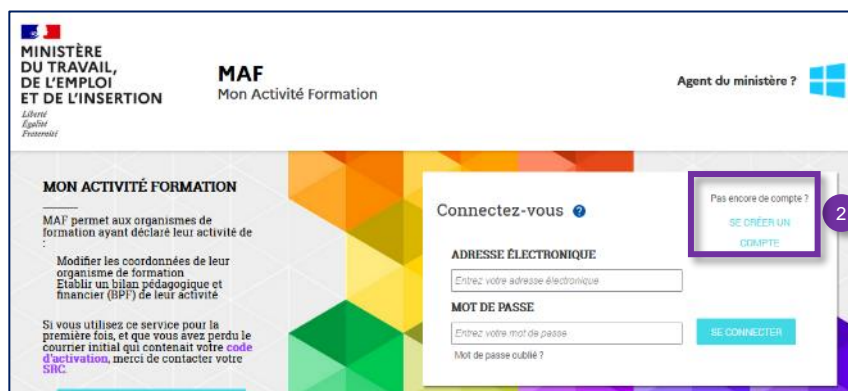 MINISTÈRE
DU TRAVAIL,
DE L'EMPLOI
ET DE L'INSERTION
Liberté
Égalité
Fraternité
MAF
Mon Activité Formation
Agent du ministère ?
MON ACTIVITÉ FORMATION
MAF permet aux organismes de
formation ayant déclaré leur activité de
:
Modifier les coordonnées de leur
organisme de formation
Etablir un bilan pédagogique et
financier (BPF) de leur activité
Si vous utilisez ce service pour la
première fois, et que vous avez perdu le
courrier initial qui contenait votre code
d'activation, merci de contacter votre
SRC.
Connectez-vous ?
Pas encore de compte ?
SE CRÉER UN
COMPTE
2
ADRESSE ÉLECTRONIQUE
Entrez votre adresse électronique
MOT DE PASSE
Entrez votre mot de passe
SE CONNECTER
Mot de passe oublié ?